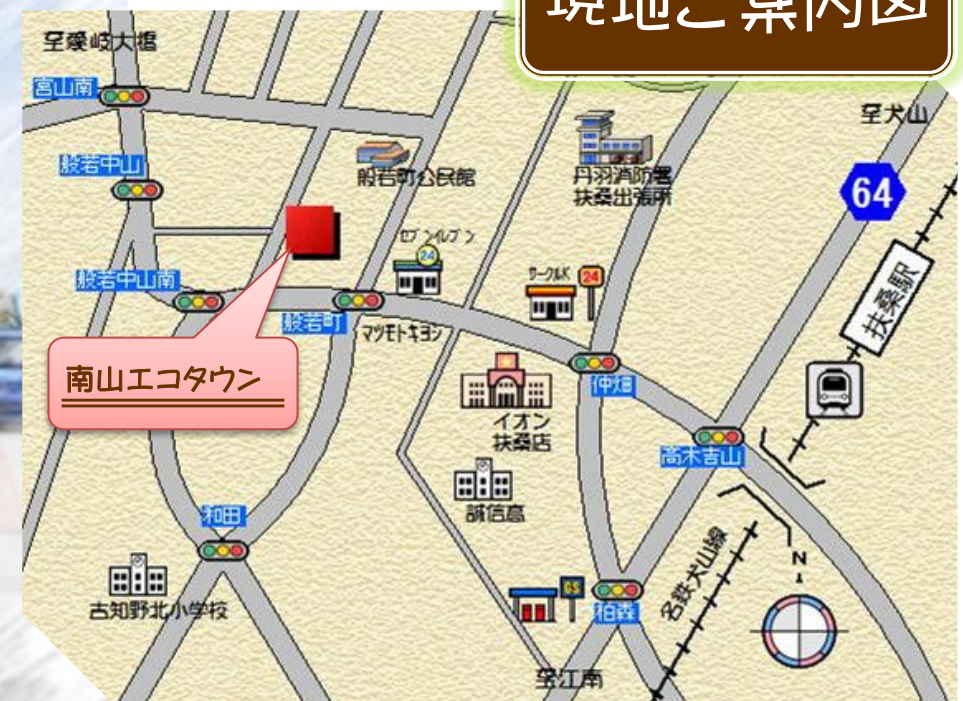 現地ご案内図
至愛岐大橋
宮山南
至犬山
般若中山
般若町公民館
丹羽消防署
扶桑出張所
64
セブンイレブン
24
般若中山南
サークルK
24
扶桑駅
般若町
マツモトキヨシ
南山エコタウン
仲畑
イオン
扶桑店
高木吉山
誠信高
和田
名鉄犬山線
N
古知野北小学校
GS
柏森
至江南